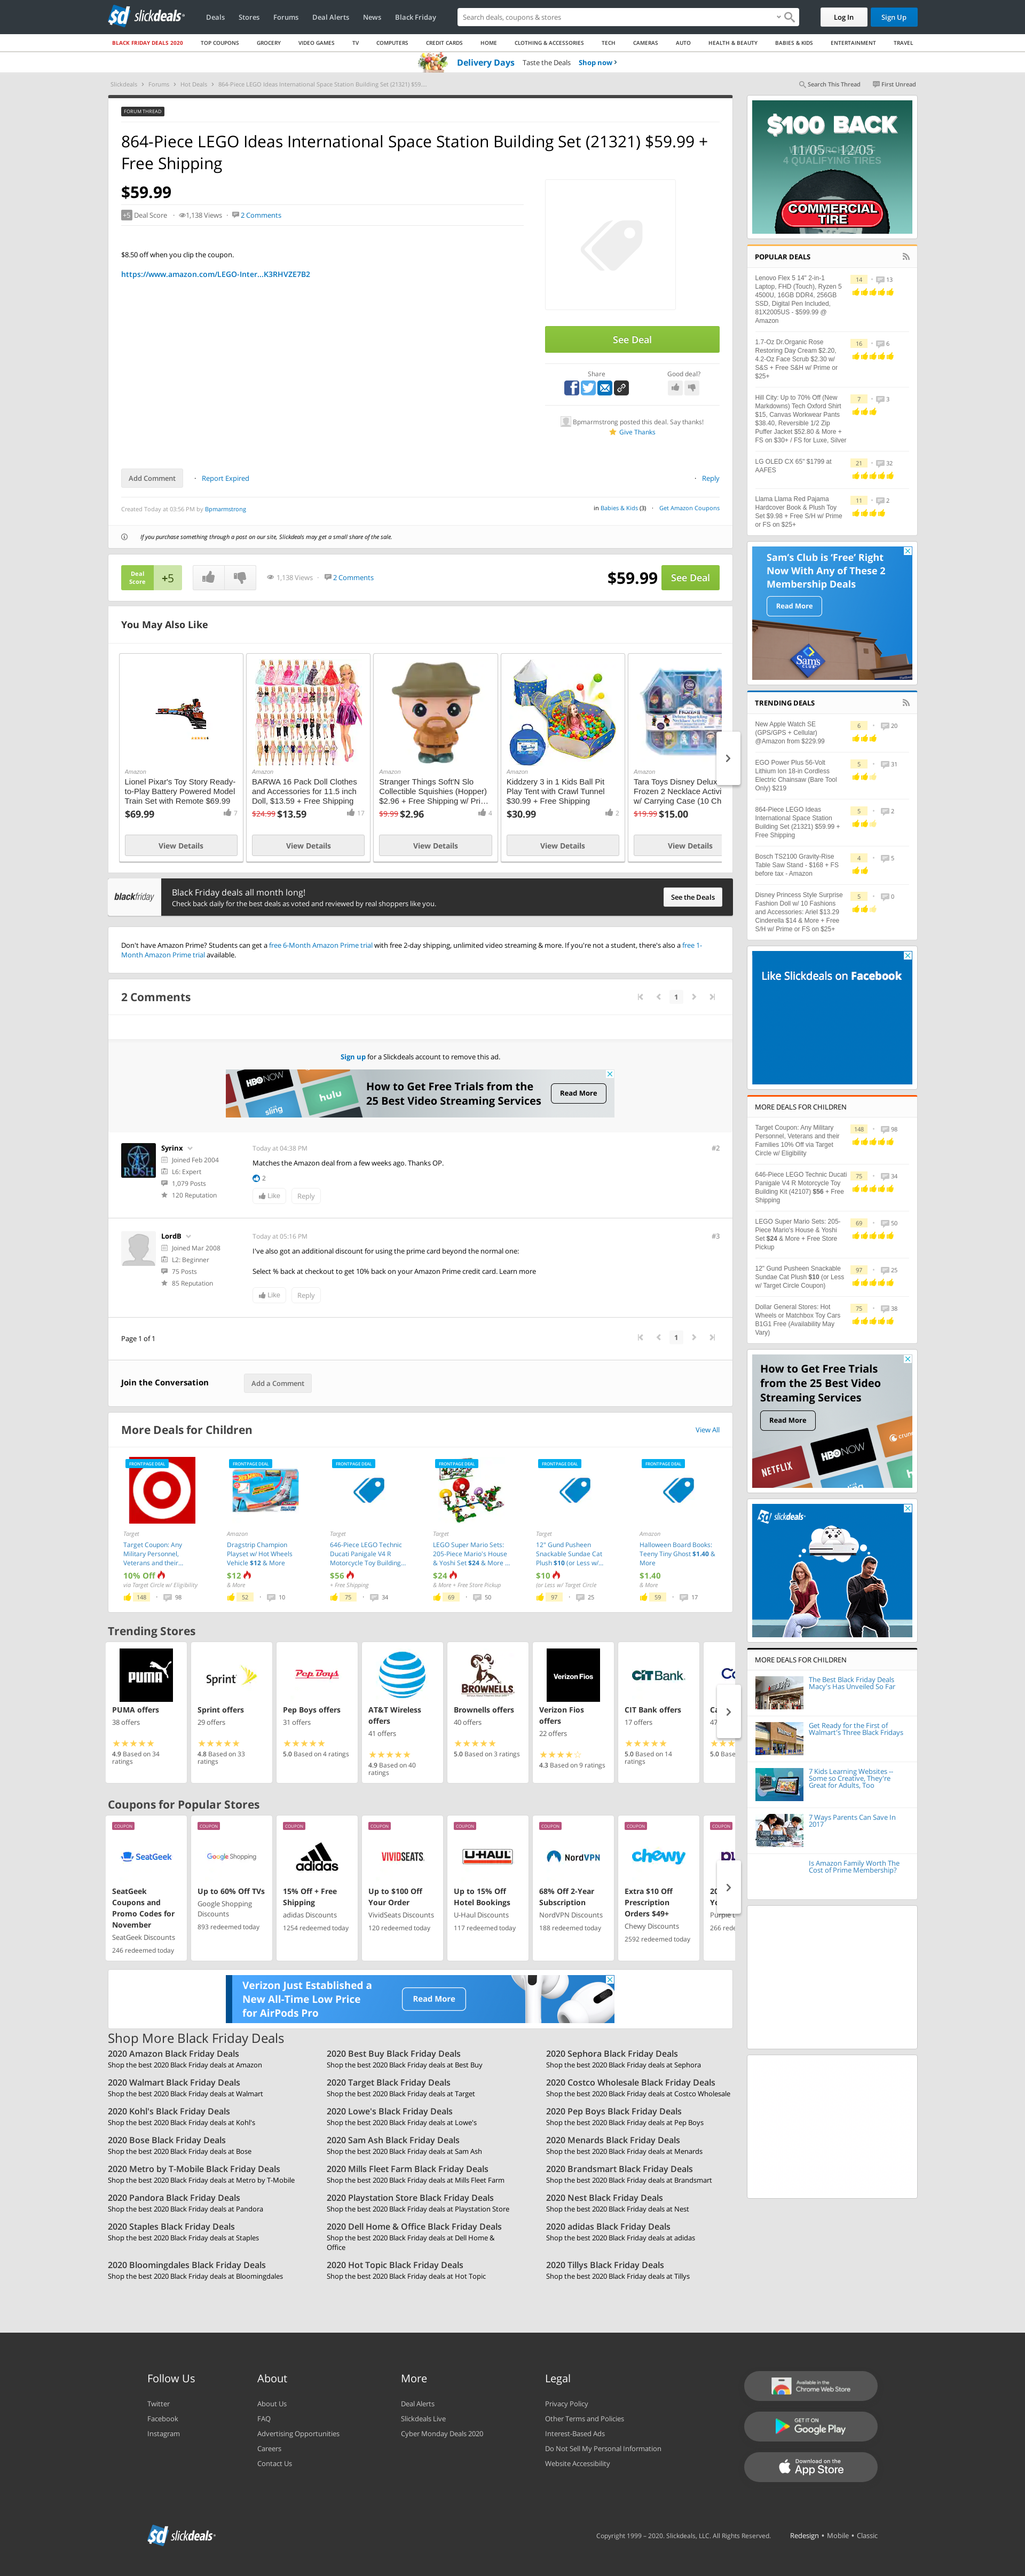 slickdeals
Deals
Stores
Forums
Deal Alerts
News
Black Friday
Search deals, coupons & stores
Log In
Sign Up
BLACK FRIDAY DEALS 2020
TOP COUPONS
GROCERY
VIDEO GAMES
TV
COMPUTERS
CREDIT CARDS
HOME
CLOTHING & ACCESSORIES
TECH
CAMERAS
AUTO
HEALTH & BEAUTY
BABIES & KIDS
ENTERTAINMENT
TRAVEL
Delivery Days Taste the Deals Shop now ›
Slickdeals › Forums › Hot Deals › 864-Piece LEGO Ideas International Space Station Building Set (21321) $59...
Search This Thread
First Unread
FORUM THREAD
864-Piece LEGO Ideas International Space Station Building Set (21321) $59.99 +
Free Shipping
$59.99
+5 Deal Score · 1,138 Views · 2 Comments
$8.50 off when you clip the coupon.
https://www.amazon.com/LEGO-Inter...K3RHVZE7B2
See Deal
Share
Good deal?
Bpmarmstrong posted this deal. Say thanks!
Give Thanks
Add Comment · Report Expired
· Reply
Created Today at 03:56 PM by Bpmarmstrong
in Babies & Kids (3) · Get Amazon Coupons
If you purchase something through a post on our site, Slickdeals may get a small share of the sale.
Deal
Score
+5
1,138 Views · 2 Comments
$59.99
See Deal
You May Also Like
Amazon
Lionel Pixar's Toy Story Ready-
to-Play Battery Powered Model
Train Set with Remote $69.99
$69.99
7
View Details
Amazon
BARWA 16 Pack Doll Clothes
and Accessories for 11.5 inch
Doll, $13.59 + Free Shipping
$24.99 $13.59
17
View Details
Amazon
Stranger Things Soft'N Slo
Collectible Squishies (Hopper)
$2.96 + Free Shipping w/ Pri...
$9.99 $2.96
4
View Details
Amazon
Kiddzery 3 in 1 Kids Ball Pit
Play Tent with Crawl Tunnel
$30.99 + Free Shipping
$30.99
2
View Details
Amazon
Tara Toys Disney Delux
Frozen 2 Necklace Activi
w/ Carrying Case (10 Ch
$19.99 $15.00
View Details
blackfriday
Black Friday deals all month long!
Check back daily for the best deals as voted and reviewed by real shoppers like you.
See the Deals
Don't have Amazon Prime? Students can get a free 6-Month Amazon Prime trial with free 2-day shipping, unlimited video streaming & more. If you're not a student, there's also a free 1-
Month Amazon Prime trial available.
2 Comments
1
Sign up for a Slickdeals account to remove this ad.
HBO NOW
sling
hulu
How to Get Free Trials from the
25 Best Video Streaming Services
Read More
RUSH
Syrinx
Joined Feb 2004
L6: Expert
1,079 Posts
120 Reputation
Today at 04:38 PM
#2
Matches the Amazon deal from a few weeks ago. Thanks OP.
2
Like
Reply
LordB
Joined Mar 2008
L2: Beginner
75 Posts
85 Reputation
Today at 05:16 PM
#3
I've also got an additional discount for using the prime card beyond the normal one:
Select % back at checkout to get 10% back on your Amazon Prime credit card. Learn more
Like
Reply
Page 1 of 1
1
Join the Conversation
Add a Comment
More Deals for Children
View All
FRONTPAGE DEAL
Target
Target Coupon: Any
Military Personnel,
Veterans and their...
10% Off
via Target Circle w/ Eligibility
148 · 98
FRONTPAGE DEAL
Amazon
Dragstrip Champion
Playset w/ Hot Wheels
Vehicle $12 & More
$12
& More
52 · 10
FRONTPAGE DEAL
Target
646-Piece LEGO Technic
Ducati Panigale V4 R
Motorcycle Toy Building...
$56
+ Free Shipping
75 · 34
FRONTPAGE DEAL
Target
LEGO Super Mario Sets:
205-Piece Mario's House
& Yoshi Set $24 & More ...
$24
& More + Free Store Pickup
69 · 50
FRONTPAGE DEAL
Target
12" Gund Pusheen
Snackable Sundae Cat
Plush $10 (or Less w/...
$10
(or Less w/ Target Circle
97 · 25
FRONTPAGE DEAL
Amazon
Halloween Board Books:
Teeny Tiny Ghost $1.40 &
More
$1.40
& More
59 · 17
Trending Stores
PUMA
PUMA offers
38 offers
4.9 Based on 34
ratings
Sprint
Sprint offers
29 offers
4.8 Based on 33
ratings
Pep Boys
Pep Boys offers
31 offers
5.0 Based on 4 ratings
AT&T Wireless
offers
41 offers
4.9 Based on 40
ratings
BROWNELLS
Brownells offers
40 offers
5.0 Based on 3 ratings
Verizon Fios
Verizon Fios
offers
22 offers
4.3 Based on 9 ratings
CIT BANK
CIT Bank offers
17 offers
5.0 Based on 14
ratings
Co
Ca
47
5.0 Base
Coupons for Popular Stores
COUPON
SeatGeek
SeatGeek
Coupons and
Promo Codes for
November
SeatGeek Discounts
246 redeemed today
COUPON
Google Shopping
Up to 60% Off TVs
Google Shopping
Discounts
893 redeemed today
COUPON
adidas
15% Off + Free
Shipping
adidas Discounts
1254 redeemed today
COUPON
VIVIDSEATS
Up to $100 Off
Your Order
VividSeats Discounts
120 redeemed today
COUPON
U-HAUL
Up to 15% Off
Hotel Bookings
U-Haul Discounts
117 redeemed today
COUPON
NordVPN
68% Off 2-Year
Subscription
NordVPN Discounts
188 redeemed today
COUPON
chewy
Extra $10 Off
Prescription
Orders $49+
Chewy Discounts
2592 redeemed today
COUPON
20
Yo
Purple
266 rede
Verizon Just Established a
New All-Time Low Price
for AirPods Pro
Read More
Shop More Black Friday Deals
2020 Amazon Black Friday Deals
Shop the best 2020 Black Friday deals at Amazon
2020 Best Buy Black Friday Deals
Shop the best 2020 Black Friday deals at Best Buy
2020 Sephora Black Friday Deals
Shop the best 2020 Black Friday deals at Sephora
2020 Walmart Black Friday Deals
Shop the best 2020 Black Friday deals at Walmart
2020 Target Black Friday Deals
Shop the best 2020 Black Friday deals at Target
2020 Costco Wholesale Black Friday Deals
Shop the best 2020 Black Friday deals at Costco Wholesale
2020 Kohl's Black Friday Deals
Shop the best 2020 Black Friday deals at Kohl's
2020 Lowe's Black Friday Deals
Shop the best 2020 Black Friday deals at Lowe's
2020 Pep Boys Black Friday Deals
Shop the best 2020 Black Friday deals at Pep Boys
2020 Bose Black Friday Deals
Shop the best 2020 Black Friday deals at Bose
2020 Sam Ash Black Friday Deals
Shop the best 2020 Black Friday deals at Sam Ash
2020 Menards Black Friday Deals
Shop the best 2020 Black Friday deals at Menards
2020 Metro by T-Mobile Black Friday Deals
Shop the best 2020 Black Friday deals at Metro by T-Mobile
2020 Mills Fleet Farm Black Friday Deals
Shop the best 2020 Black Friday deals at Mills Fleet Farm
2020 Brandsmart Black Friday Deals
Shop the best 2020 Black Friday deals at Brandsmart
2020 Pandora Black Friday Deals
Shop the best 2020 Black Friday deals at Pandora
2020 Playstation Store Black Friday Deals
Shop the best 2020 Black Friday deals at Playstation Store
2020 Nest Black Friday Deals
Shop the best 2020 Black Friday deals at Nest
2020 Staples Black Friday Deals
Shop the best 2020 Black Friday deals at Staples
2020 Dell Home & Office Black Friday Deals
Shop the best 2020 Black Friday deals at Dell Home &
Office
2020 adidas Black Friday Deals
Shop the best 2020 Black Friday deals at adidas
2020 Bloomingdales Black Friday Deals
Shop the best 2020 Black Friday deals at Bloomingdales
2020 Hot Topic Black Friday Deals
Shop the best 2020 Black Friday deals at Hot Topic
2020 Tillys Black Friday Deals
Shop the best 2020 Black Friday deals at Tillys
$100 BACK
11/05 – 12/05
4 QUALIFYING TIRES
COMMERCIAL
TIRE
POPULAR DEALS
Lenovo Flex 5 14" 2-in-1
Laptop, FHD (Touch), Ryzen 5
4500U, 16GB DDR4, 256GB
SSD, Digital Pen Included,
81X2005US - $599.99 @
Amazon
14 · 13
1.7-Oz Dr.Organic Rose
Restoring Day Cream $2.20,
4.2-Oz Face Scrub $2.30 w/
S&S + Free S&H w/ Prime or
$25+
16 · 6
Hill City: Up to 70% Off (New
Markdowns) Tech Oxford Shirt
$15, Canvas Workwear Pants
$38.40, Reversible 1/2 Zip
Puffer Jacket $52.80 & More +
FS on $30+ / FS for Luxe, Silver
7 · 3
LG OLED CX 65" $1799 at
AAFES
21 · 32
Llama Llama Red Pajama
Hardcover Book & Plush Toy
Set $9.98 + Free S/H w/ Prime
or FS on $25+
11 · 2
Sam's Club is 'Free' Right
Now With Any of These 2
Membership Deals
Read More
Sam's
TRENDING DEALS
New Apple Watch SE
(GPS/GPS + Cellular)
@Amazon from $229.99
6 · 20
EGO Power Plus 56-Volt
Lithium Ion 18-in Cordless
Electric Chainsaw (Bare Tool
Only) $219
5 · 31
864-Piece LEGO Ideas
International Space Station
Building Set (21321) $59.99 +
Free Shipping
5 · 2
Bosch TS2100 Gravity-Rise
Table Saw Stand - $168 + FS
before tax - Amazon
4 · 5
Disney Princess Style Surprise
Fashion Doll w/ 10 Fashions
and Accessories: Ariel $13.29
Cinderella $14 & More + Free
S/H w/ Prime or FS on $25+
5 · 0
Like Slickdeals on Facebook
MORE DEALS FOR CHILDREN
Target Coupon: Any Military
Personnel, Veterans and their
Families 10% Off via Target
Circle w/ Eligibility
148 · 98
646-Piece LEGO Technic Ducati
Panigale V4 R Motorcycle Toy
Building Kit (42107) $56 + Free
Shipping
75 · 34
LEGO Super Mario Sets: 205-
Piece Mario's House & Yoshi
Set $24 & More + Free Store
Pickup
69 · 50
12" Gund Pusheen Snackable
Sundae Cat Plush $10 (or Less
w/ Target Circle Coupon)
97 · 25
Dollar General Stores: Hot
Wheels or Matchbox Toy Cars
B1G1 Free (Availability May
Vary)
75 · 38
How to Get Free Trials
from the 25 Best Video
Streaming Services
Read More
NETFLIX
HBO NOW
hulu
slickdeals
MORE DEALS FOR CHILDREN
The Best Black Friday Deals
Macy's Has Unveiled So Far
Get Ready for the First of
Walmart's Three Black Fridays
7 Kids Learning Websites --
Some so Creative, They're
Great for Adults, Too
7 Ways Parents Can Save In
2017
Is Amazon Family Worth The
Cost of Prime Membership?
Follow Us
Twitter
Facebook
Instagram
About
About Us
FAQ
Advertising Opportunities
Careers
Contact Us
More
Deal Alerts
Slickdeals Live
Cyber Monday Deals 2020
Legal
Privacy Policy
Other Terms and Policies
Interest-Based Ads
Do Not Sell My Personal Information
Website Accessibility
Available in the
Chrome Web Store
GET IT ON
Google Play
Download on the
App Store
slickdeals
Copyright 1999 – 2020. Slickdeals, LLC. All Rights Reserved.
Redesign • Mobile • Classic